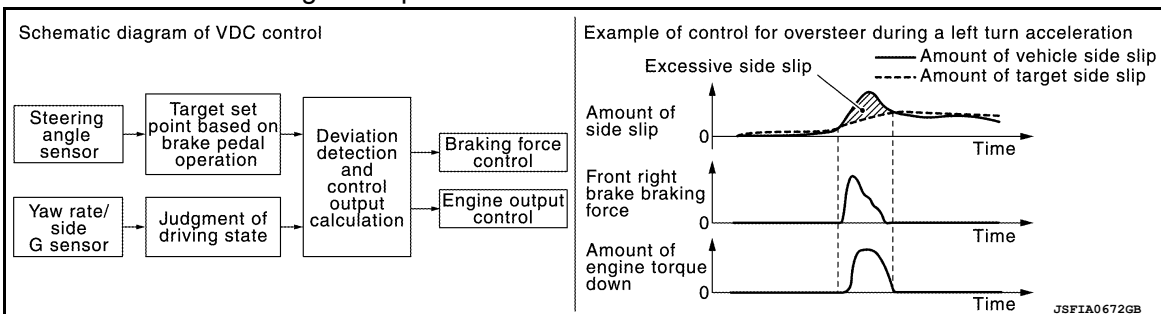 Schematic diagram of VDC control
Steering
angle
sensor
Target set
point based on
brake pedal
operation
Yaw rate/
side
G sensor
Judgment of
driving state
Deviation
detection
and
control
output
calculation
Braking force
control
Engine output
control
Example of control for oversteer during a left turn acceleration
Amount of vehicle side slip
Amount of target side slip
Excessive side slip
Amount of
side slip
0
Time
Front right
brake braking
force
0
Time
Amount of
engine torque
down
0
Time
JSFIA0672GB